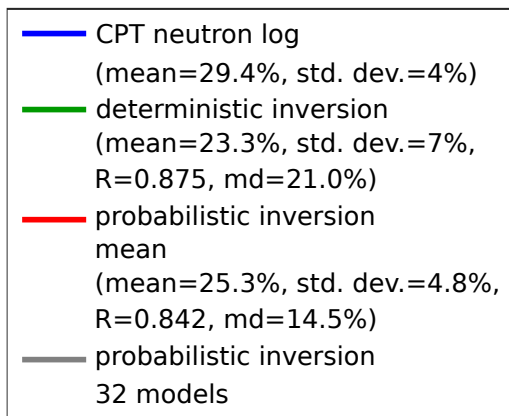 CPT neutron log
(mean=29.4%, std. dev.=4%)
deterministic inversion
(mean=23.3%, std. dev.=7%,
R=0.875, md=21.0%)
probabilistic inversion
mean
(mean=25.3%, std. dev.=4.8%,
R=0.842, md=14.5%)
probabilistic inversion
32 models